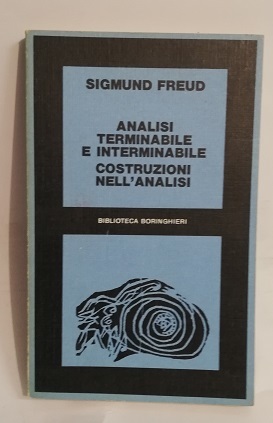 SIGMUND FREUD
ANALISI
TERMINABILE
E INTERMINABILE
COSTRUZIONI
NELL'ANALISI
BIBLIOTECA BORINGHIERI